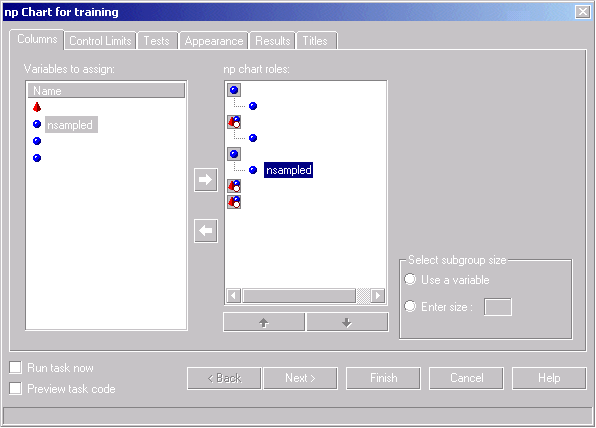 np Chart for training
Columns Control Limits Tests Appearance Results Titles
Variables to assign:
np chart roles:
Name
nsampled
nsampled
Select subgroup size
Use a variable
Enter size :
Run task now
Preview task code
< Back Next > Finish Cancel Help